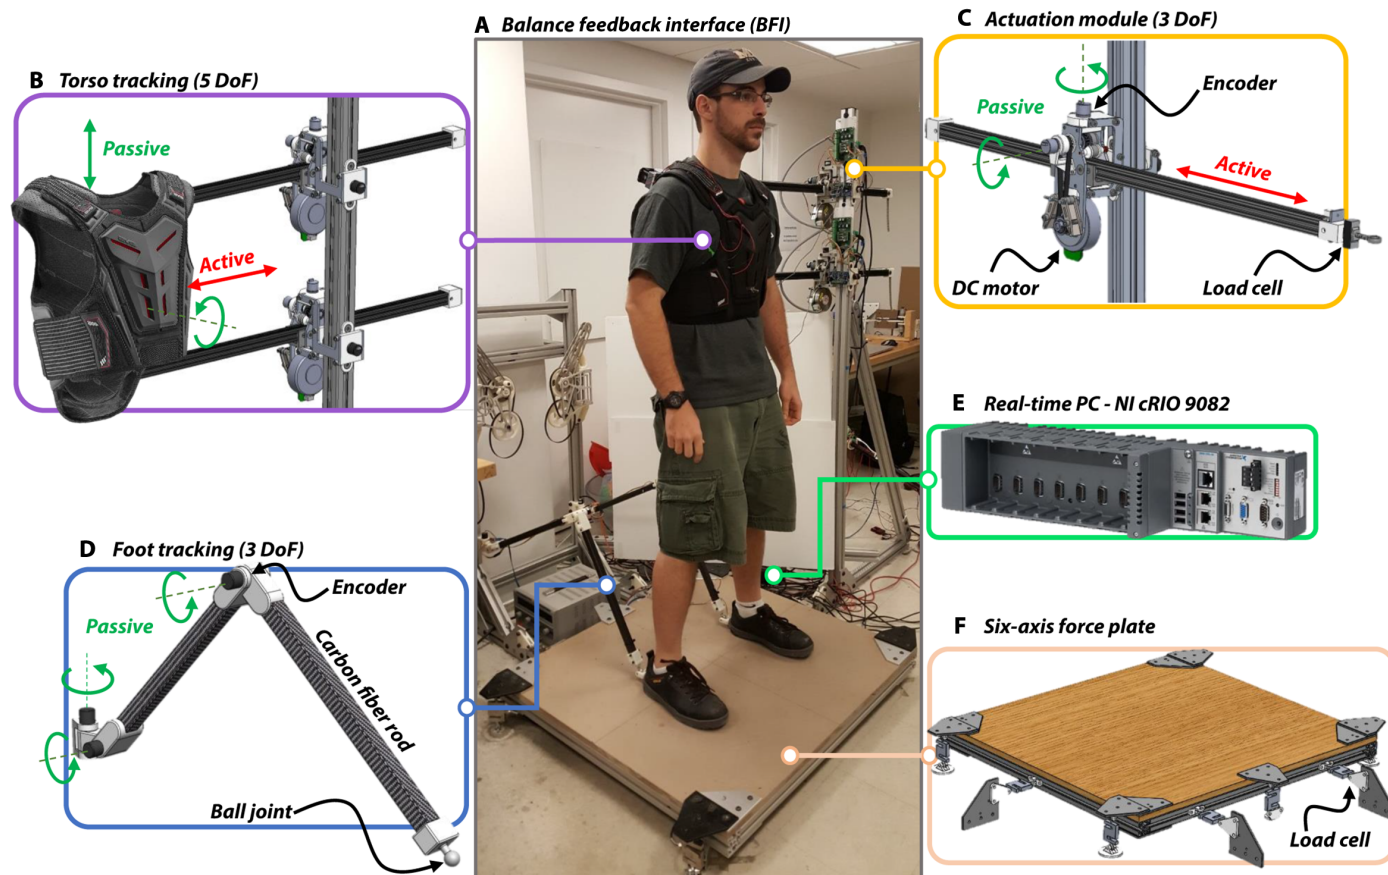 A Balance feedback interface (BFI)
B Torso tracking (5 DoF)
Passive
Active
C Actuation module (3 DoF)
Encoder
Passive
Active
DC motor
Load cell
D Foot tracking (3 DoF)
Encoder
Passive
Carbon fiber rod
Ball joint
E Real-time PC - NI cRIO 9082
F Six-axis force plate
Load cell